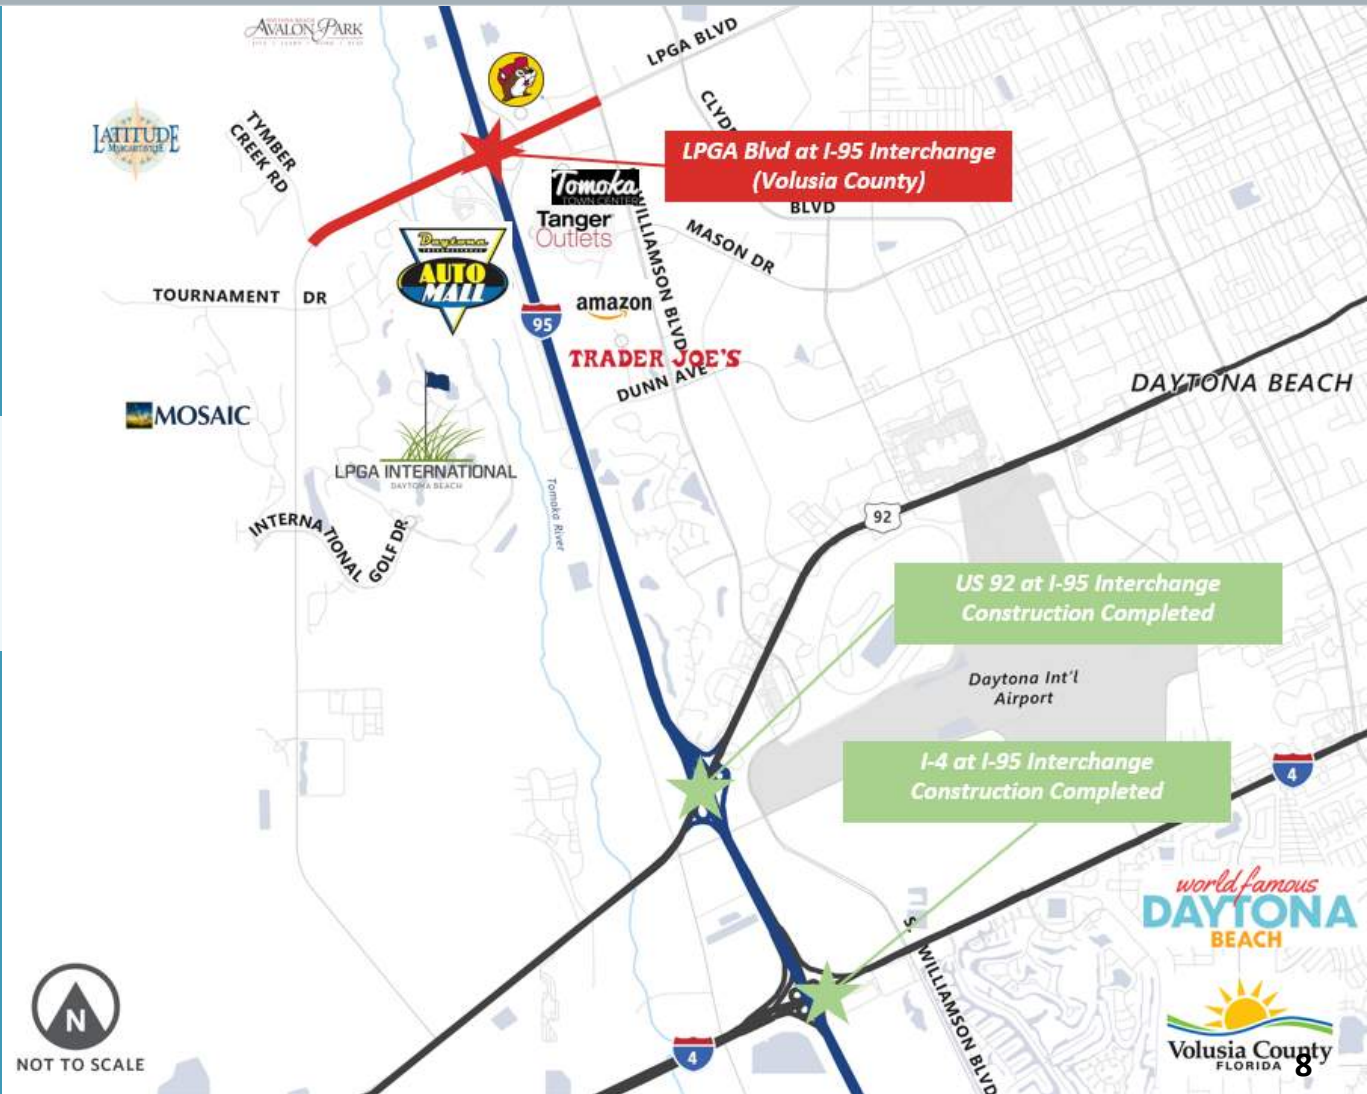 DAYTONA BEACH
AVALON PARK
LPGA BLVD
LATITUDE
MARGARITAVILLE
TYMBER
CREEK RD
LPGA Blvd at I-95 Interchange
(Volusia County)
BLVD
Tomoka
TOWN CENTER
Tanger
Outlets
WILLIAMSON BLVD
MASON DR
Daytona
AUTO
MALL
TOURNAMENT DR
95
amazon
TRADER JOE'S
DUNN AVE
DAYTONA BEACH
MOSAIC
LPGA INTERNATIONAL
DAYTONA BEACH
Tomoka River
INTERNATIONAL
GOLF DR
92
US 92 at I-95 Interchange
Construction Completed
Daytona Int'l
Airport
I-4 at I-95 Interchange
Construction Completed
4
world famous
DAYTONA
BEACH
S. WILLIAMSON BLVD
N
NOT TO SCALE
4
Volusia County
FLORIDA
8